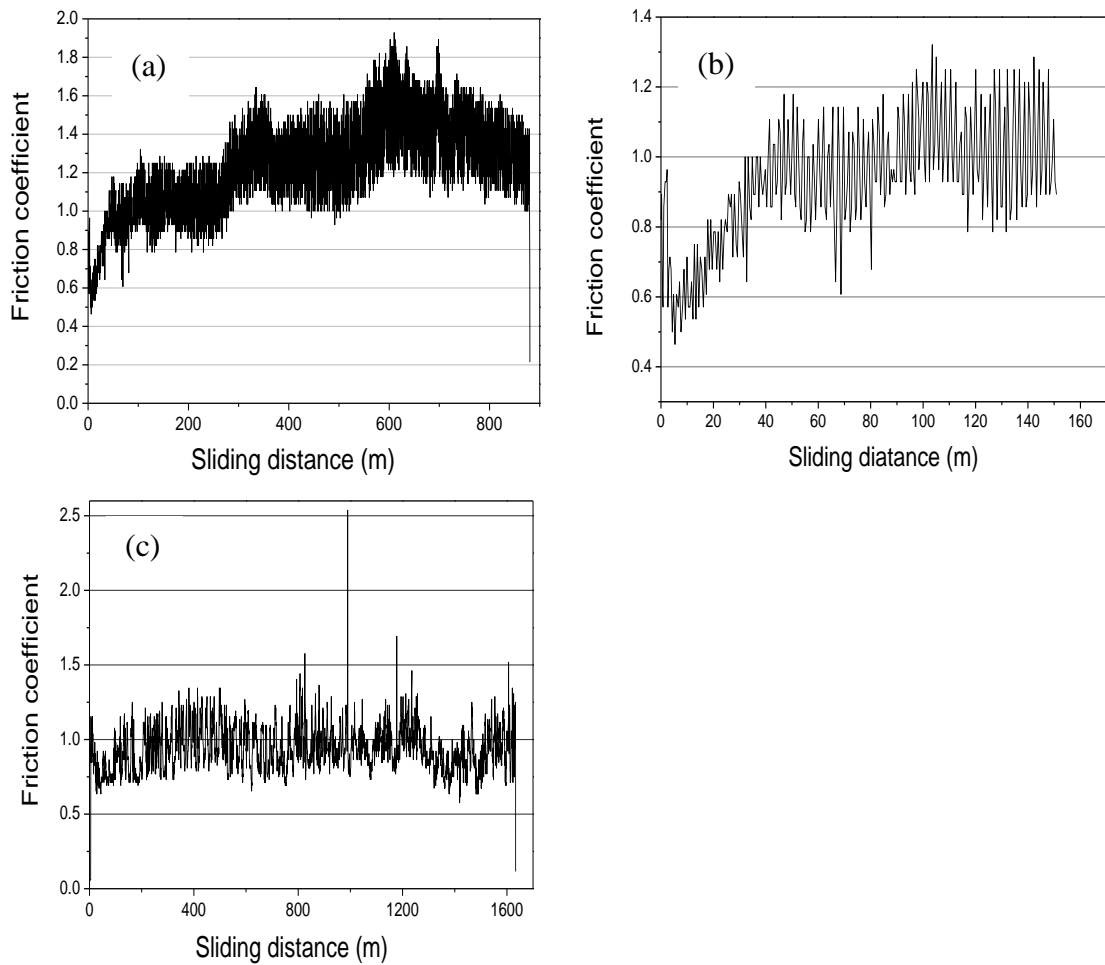 (a)
Friction coefficient
2.0
1.8
1.6
1.4
1.2
1.0
0.8
0.6
0.4
0.2
0.0
0 200 400 600 800
Sliding distance (m)
(b)
Friction coefficient
1.4
1.2
1.0
0.8
0.6
0.4
0 20 40 60 80 100 120 140 160
Sliding diatance (m)
(c)
Friction coefficient
2.5
2.0
1.5
1.0
0.5
0.0
0 400 800 1200 1600
Sliding distance (m)